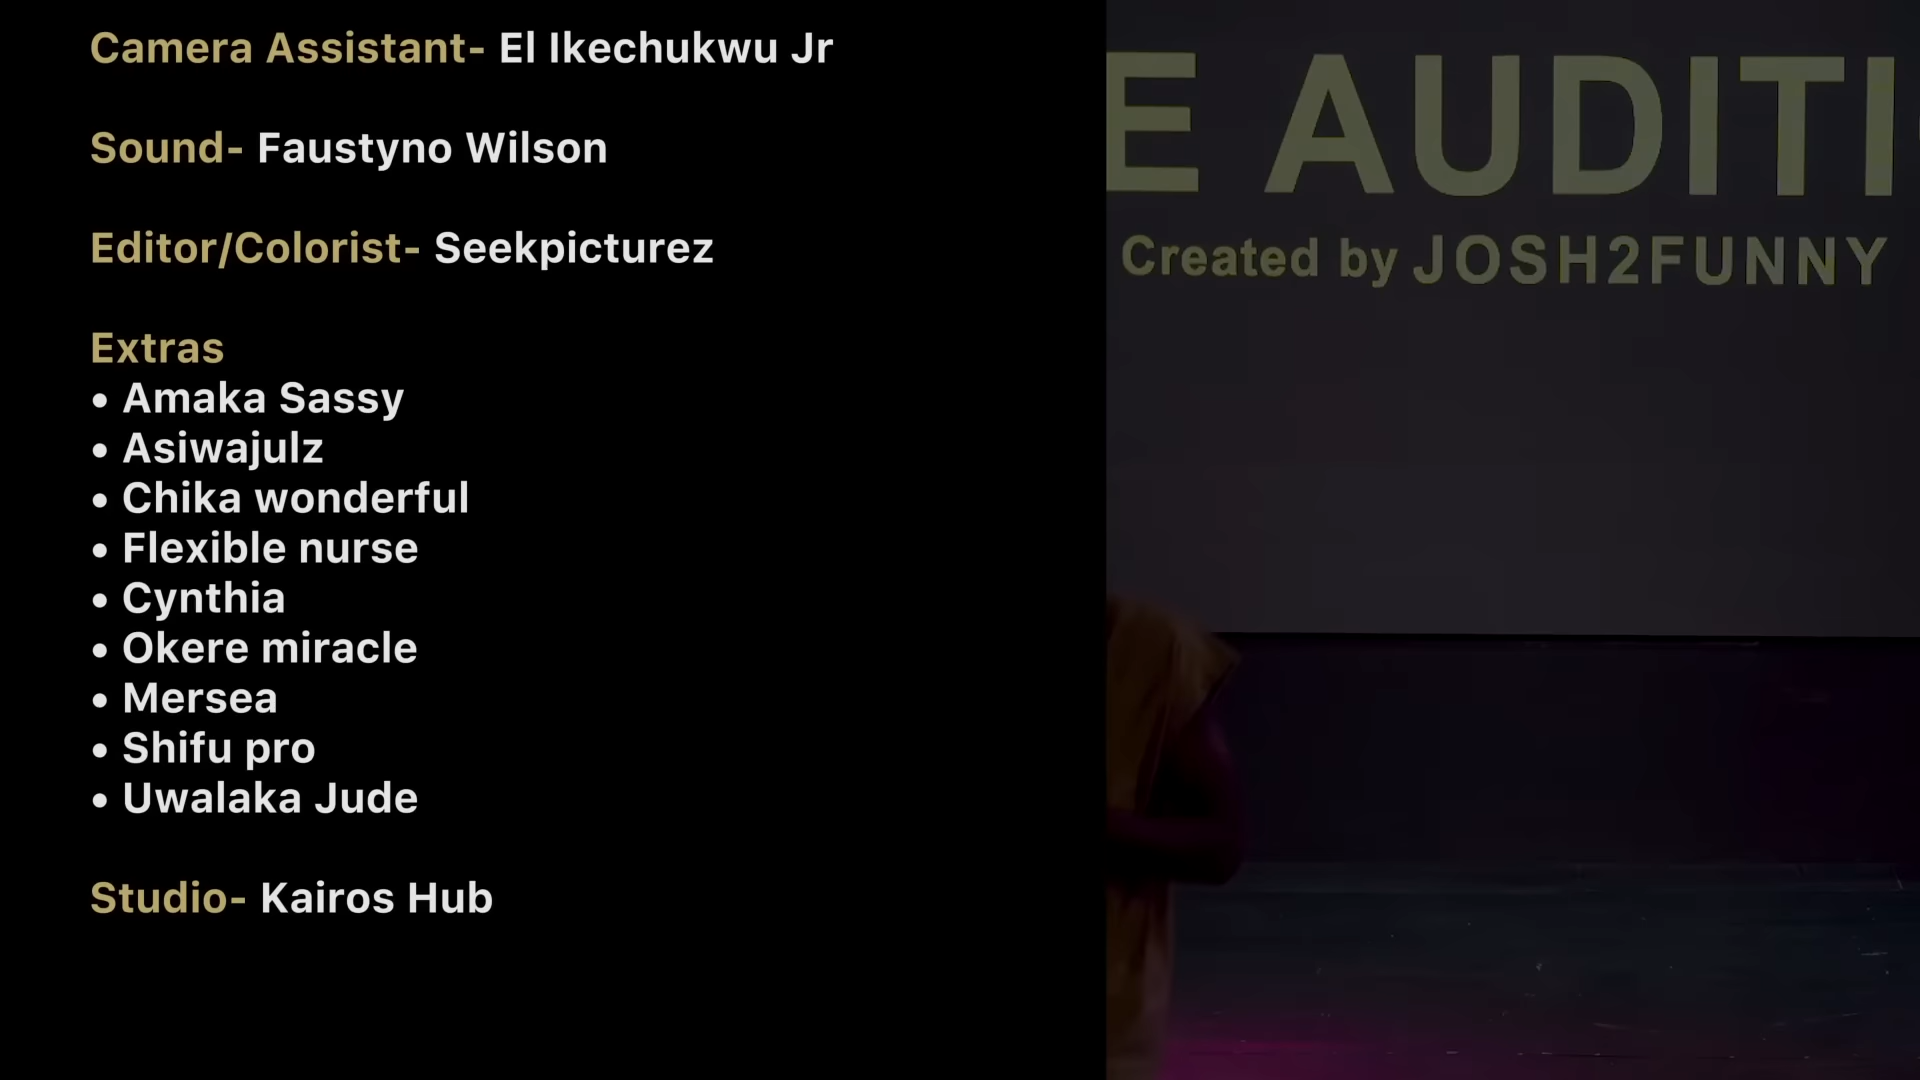 Camera Assistant- El Ikechukwu Jr
Sound- Faustyno Wilson
Editor/Colorist- Seekpicturez
Extras
• Amaka Sassy
• Asiwajulz
• Chika wonderful
• Flexible nurse
• Cynthia
• Okere miracle
• Mersea
• Shifu pro
• Uwalaka Jude
Studio- Kairos Hub
E AUDITI
Created by JOSH2FUNNY